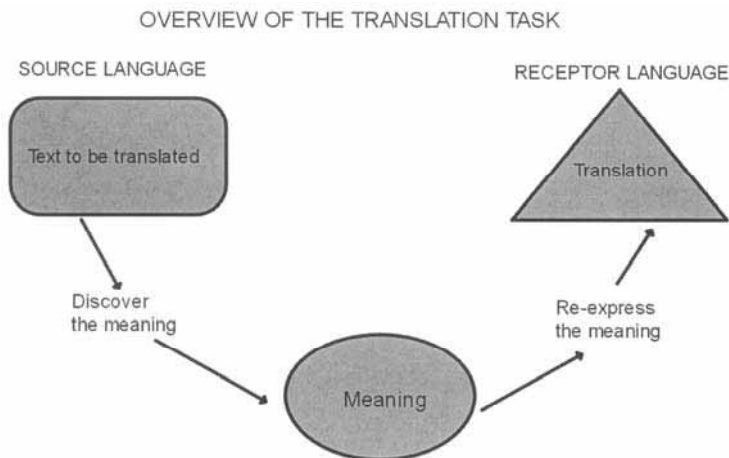 OVERVIEW OF THE TRANSLATION TASK
SOURCE LANGUAGE
RECEPTOR LANGUAGE
Text to be translated
Translation
Discover
the meaning
Re-express
the meaning
Meaning